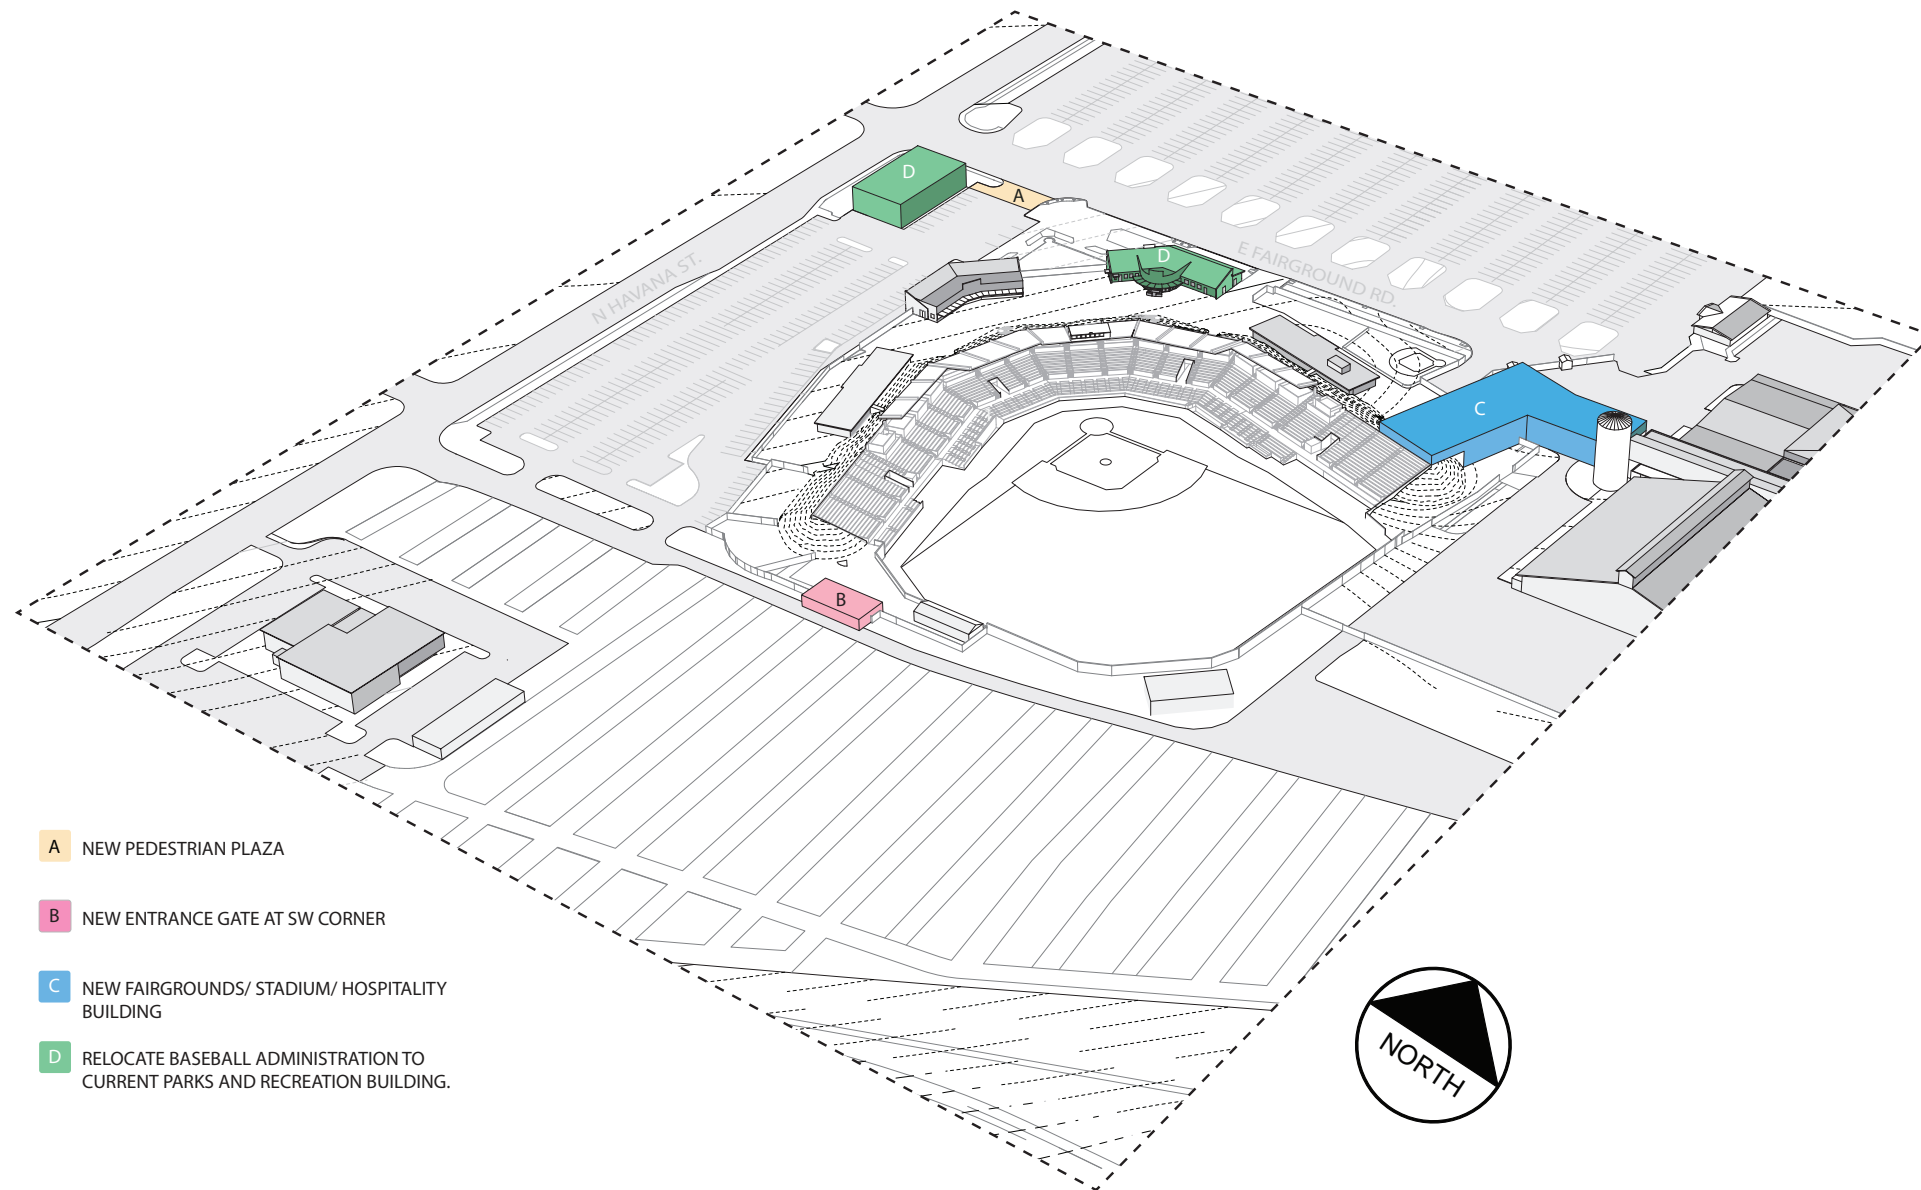 D
A
D
N HAVANA ST.
E FAIRGROUND RD.
C
B
A NEW PEDESTRIAN PLAZA
B NEW ENTRANCE GATE AT SW CORNER
C NEW FAIRGROUNDS/ STADIUM/ HOSPITALITY
BUILDING
D RELOCATE BASEBALL ADMINISTRATION TO
CURRENT PARKS AND RECREATION BUILDING.
NORTH